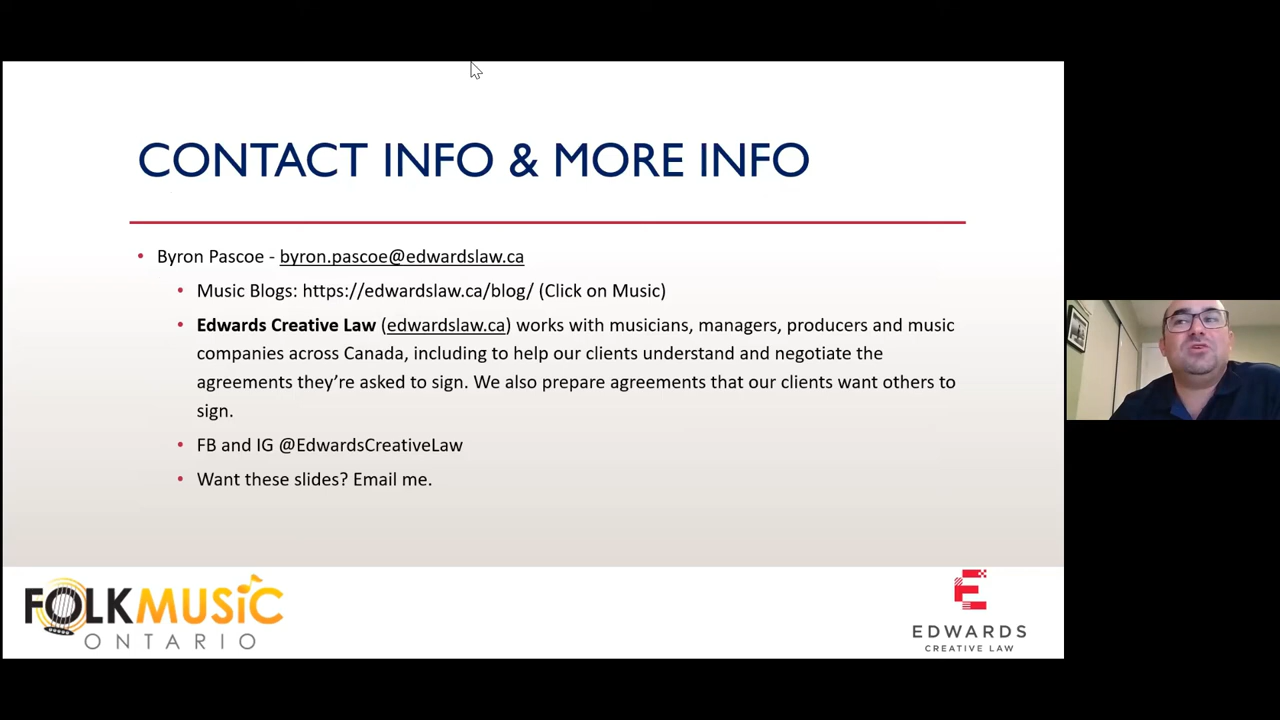 CONTACT INFO & MORE INFO
• Byron Pascoe - byron.pascoe@edwardslaw.ca
• Music Blogs: https://edwardslaw.ca/blog/ (Click on Music)
• Edwards Creative Law (edwardslaw.ca) works with musicians, managers, producers and music
companies across Canada, including to help our clients understand and negotiate the
agreements they're asked to sign. We also prepare agreements that our clients want others to
sign.
• FB and IG @EdwardsCreativeLaw
• Want these slides? Email me.
FOLKMUSIC
ONTARIO
EDWARDS
CREATIVE LAW